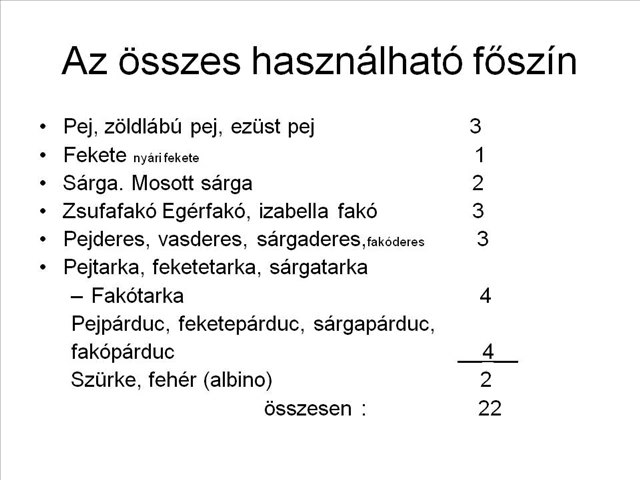 Az összes használható főszín
• Pej, zöldlábú pej, ezüst pej 3
• Fekete nyári fekete 1
• Sárga. Mosott sárga 2
• Zsufafakó Egérfakó, izabella fakó 3
• Pejderes, vasderes, sárgaderes,fakóderes 3
• Pejtarka, feketetarka, sárgatarka
– Fakótarka 4
Pejpárduc, feketepárduc, sárgapárduc,
fakópárduc 4
Szürke, fehér (albino) 2
összesen : 22